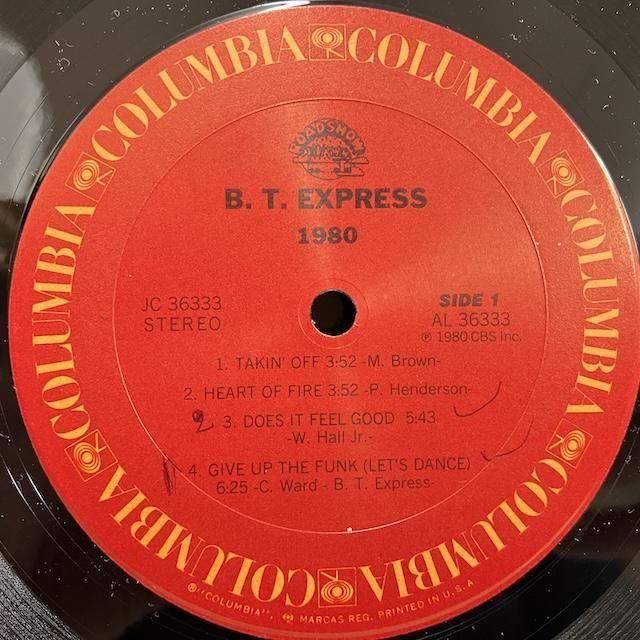 COLUMBIA COLUMBIA COLUMBIA COLUMBIA COLUMBIA COLUMBIA
ROADSHOW
B. T. EXPRESS
1980
JC 36333
STEREO
SIDE 1
AL 36333
℗ 1980 CBS Inc.
1. TAKIN' OFF 3:52 -M. Brown-
2. HEART OF FIRE 3:52 -P. Henderson-
2 3. DOES IT FEEL GOOD 5:43
-W. Hall Jr.-
4. GIVE UP THE FUNK (LET'S DANCE)
6:25 -C. Ward - B. T. Express-
®"COLUMBIA", MARCAS REG. PRINTED IN U.S.A